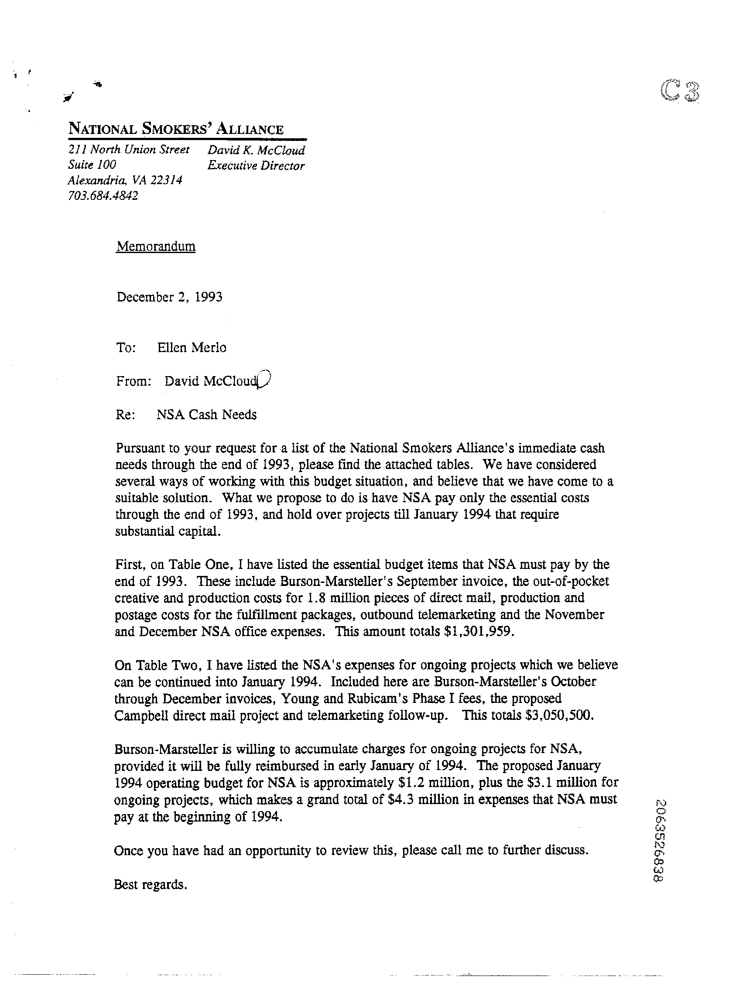 C3
NATIONAL SMOKERS' ALLIANCE
211 North Union Street David K. McCloud
Suite 100 Executive Director
Alexandria, VA 22314
703.684.4842
Memorandum
December 2, 1993
To: Ellen Merlo
From: David McCloud
Re: NSA Cash Needs
Pursuant to your request for a list of the National Smokers Alliance's immediate cash
needs through the end of 1993, please find the attached tables. We have considered
several ways of working with this budget situation, and believe that we have come to a
suitable solution. What we propose to do is have NSA pay only the essential costs
through the end of 1993, and hold over projects till January 1994 that require
substantial capital.
First, on Table One, I have listed the essential budget items that NSA must pay by the
end of 1993. These include Burson-Marsteller's September invoice, the out-of-pocket
creative and production costs for 1.8 million pieces of direct mail, production and
postage costs for the fulfillment packages, outbound telemarketing and the November
and December NSA office expenses. This amount totals $1,301,959.
On Table Two, I have listed the NSA's expenses for ongoing projects which we believe
can be continued into January 1994. Included here are Burson-Marsteller's October
through December invoices, Young and Rubicam's Phase I fees, the proposed
Campbell direct mail project and telemarketing follow-up. This totals $3,050,500.
Burson-Marsteller is willing to accumulate charges for ongoing projects for NSA,
provided it will be fully reimbursed in early January of 1994. The proposed January
1994 operating budget for NSA is approximately $1.2 million, plus the $3.1 million for
ongoing projects, which makes a grand total of $4.3 million in expenses that NSA must
pay at the beginning of 1994.
Once you have had an opportunity to review this, please call me to further discuss.
Best regards.
2063526838